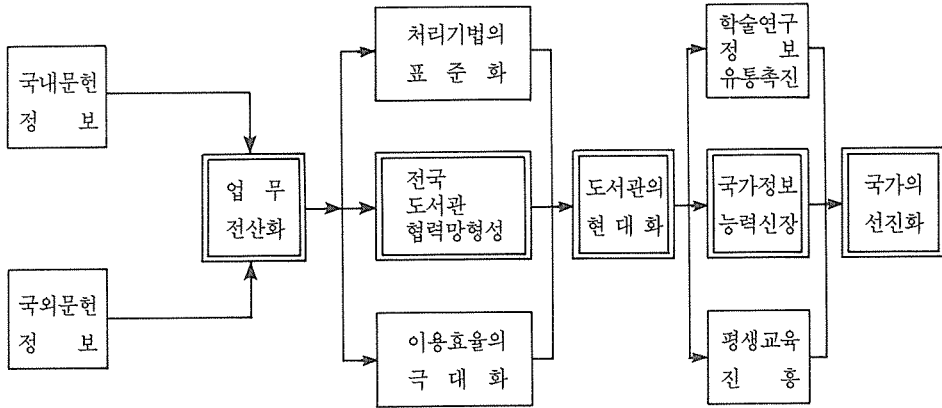 국내문헌
정 보
국외문헌
정 보
업 무
전산화
처리기법의
표 준 화
전국
도서관
협력망형성
이용효율의
극 대 화
도서관의
현 대 화
학술연구
정 보
유통촉진
국가정보
능력신장
평생교육
진 흥
국가의
선진화